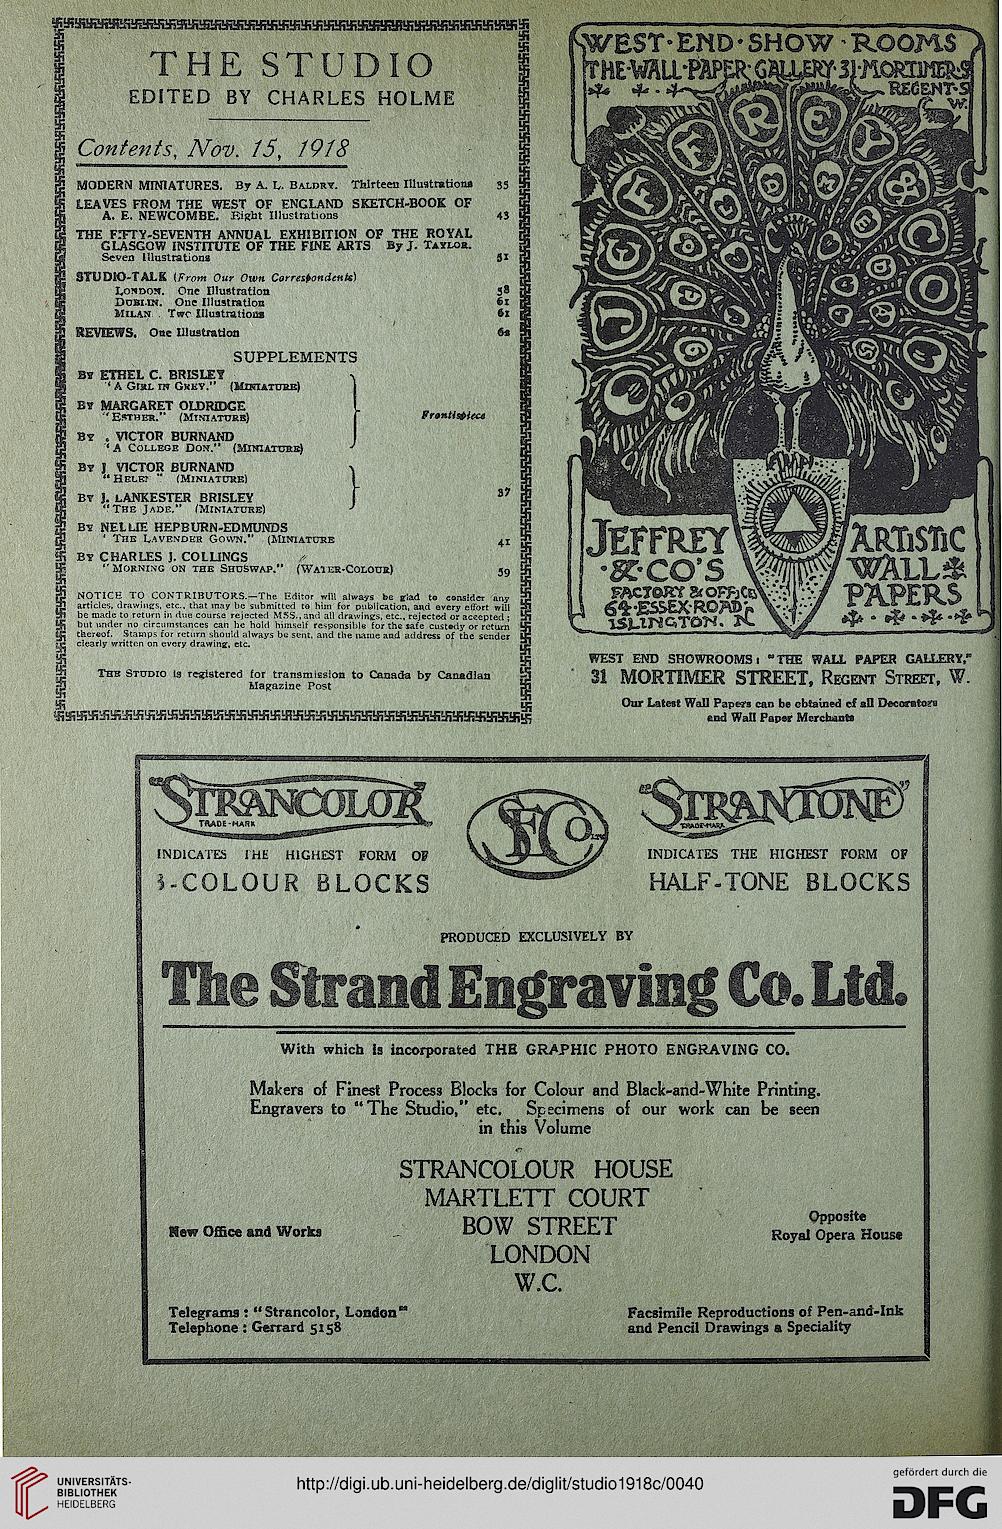 THE STUDIO
EDITED BY CHARLES HOLME
Contents, Nov. 15, 1918
MODERN MINIATURES. By A. L. BALDRY. Thirteen Illustrations 35
LEAVES FROM THE WEST OF ENGLAND SKETCH-BOOK OF
A. E. NEWCOMBE. Eight Illustrations 43
THE FIFTY-SEVENTH ANNUAL EXHIBITION OF THE ROYAL
GLASGOW INSTITUTE OF THE FINE ARTS By J. TAYLOR.
Seven Illustrations 51
STUDIO-TALK (From Our Own Correspondents)
LONDON. One Illustration 58
DUBLIN. One Illustration 61
MILAN . Two Illustrations 61
REVIEWS. One Illustration 62
SUPPLEMENTS
By ETHEL C. BRISLEY
"A GIRL IN GREY." (MINIATURE)
By MARGARET OLDRIDGE
"ESTHER." (MINIATURE)
Frontispiece
By . VICTOR BURNAND
"A COLLEGE DON." (MINIATURE)
By J VICTOR BURNAND
"HELEN" (MINIATURE)
By J. LANKESTER BRISLEY
"THE JADE." (MINIATURE)
37
By NELLIE HEPBURN-EDMUNDS
' THE LAVENDER GOWN." (MINIATURE 41
By CHARLES J. COLLINGS
"MORNING ON THE SHUSWAP." (WATER-COLOUR) 59
NOTICE TO CONTRIBUTORS.—The Editor will always be glad to consider any
articles, drawings, etc., that may be submitted to him for publication, and every effort will
be made to return in due course rejected MSS., and all drawings, etc., rejected or accepted ;
but under no circumstances can he hold himself responsible for the safe custody or return
thereof. Stamps for return should always be sent, and the name and address of the sender
clearly written on every drawing, etc.
THE STUDIO is registered for transmission to Canada by Canadian
Magazine Post
WEST·END·SHOW·ROOMS
THE·WALL·PAPER·GALLERY·31·MORTIMER·S
REGENT·S
W.
JEFFREY & CO
JEFFREY
·&·CO'S
FACTORY & OFFICE
64·ESSEX·ROAD
ISLINGTON. N
ARTISTIC
WALL
PAPERS
WEST END SHOWROOMS: "THE WALL PAPER GALLERY,"
31 MORTIMER STREET, REGENT STREET, W.
Our Latest Wall Papers can be obtained of all Decorators
and Wall Paper Merchants
"STRANCOLOR"
TRADE-MARK
INDICATES THE HIGHEST FORM OF
3-COLOUR BLOCKS
SE Co. LTD
"STRANTONE"
TRADE-MARK
INDICATES THE HIGHEST FORM OF
HALF-TONE BLOCKS
PRODUCED EXCLUSIVELY BY
The Strand Engraving Co. Ltd.
With which is incorporated THE GRAPHIC PHOTO ENGRAVING CO.
Makers of Finest Process Blocks for Colour and Black-and-White Printing.
Engravers to "The Studio," etc. Specimens of our work can be seen
in this Volume
STRANCOLOUR HOUSE
MARTLETT COURT
BOW STREET
LONDON
W.C.
New Office and Works
Opposite
Royal Opera House
Telegrams : "Strancolor, London"
Telephone : Gerrard 5158
Facsimile Reproductions of Pen-and-Ink
and Pencil Drawings a Speciality
UNIVERSITÄTS-
BIBLIOTHEK
HEIDELBERG
http://digi.ub.uni-heidelberg.de/diglit/studio1918c/0040
gefördert durch die
DFG